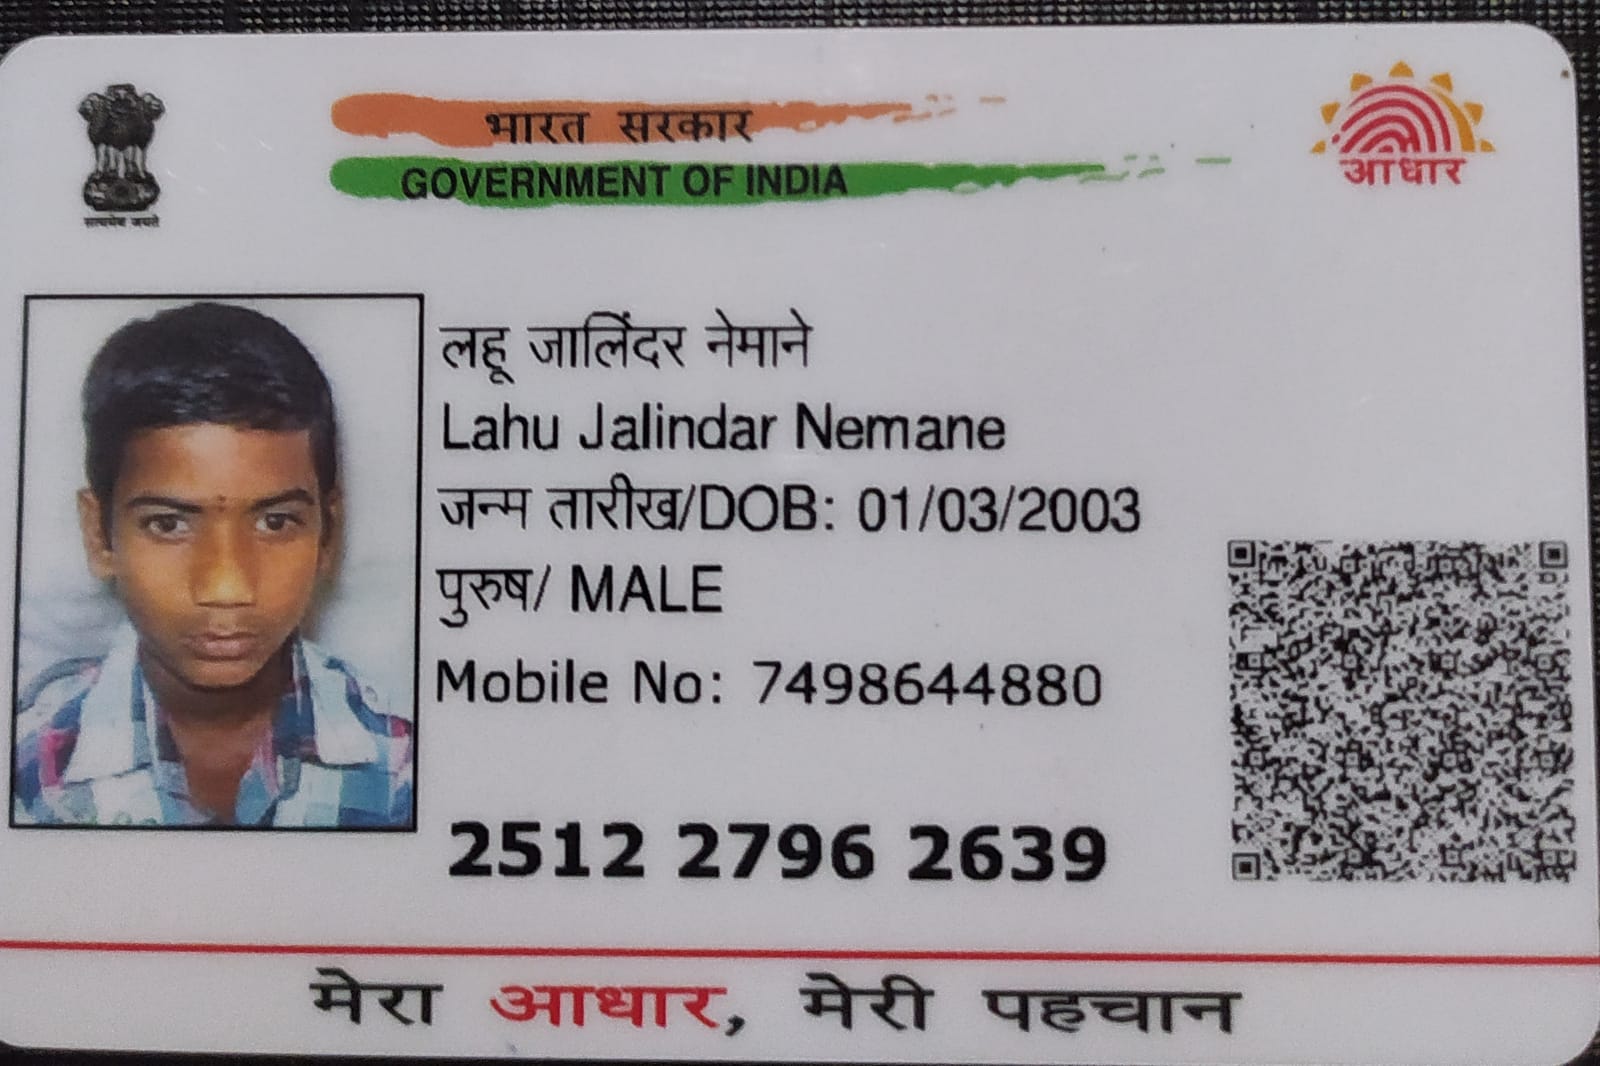 भारत सरकार
GOVERNMENT OF INDIA
आधार
सत्यमेव जयते
लहू जालिंदर नेमाने
Lahu Jalindar Nemane
जन्म तारीख/DOB: 01/03/2003
पुरुष/ MALE
Mobile No: 7498644880
2512 2796 2639
मेरा आधार, मेरी पहचान